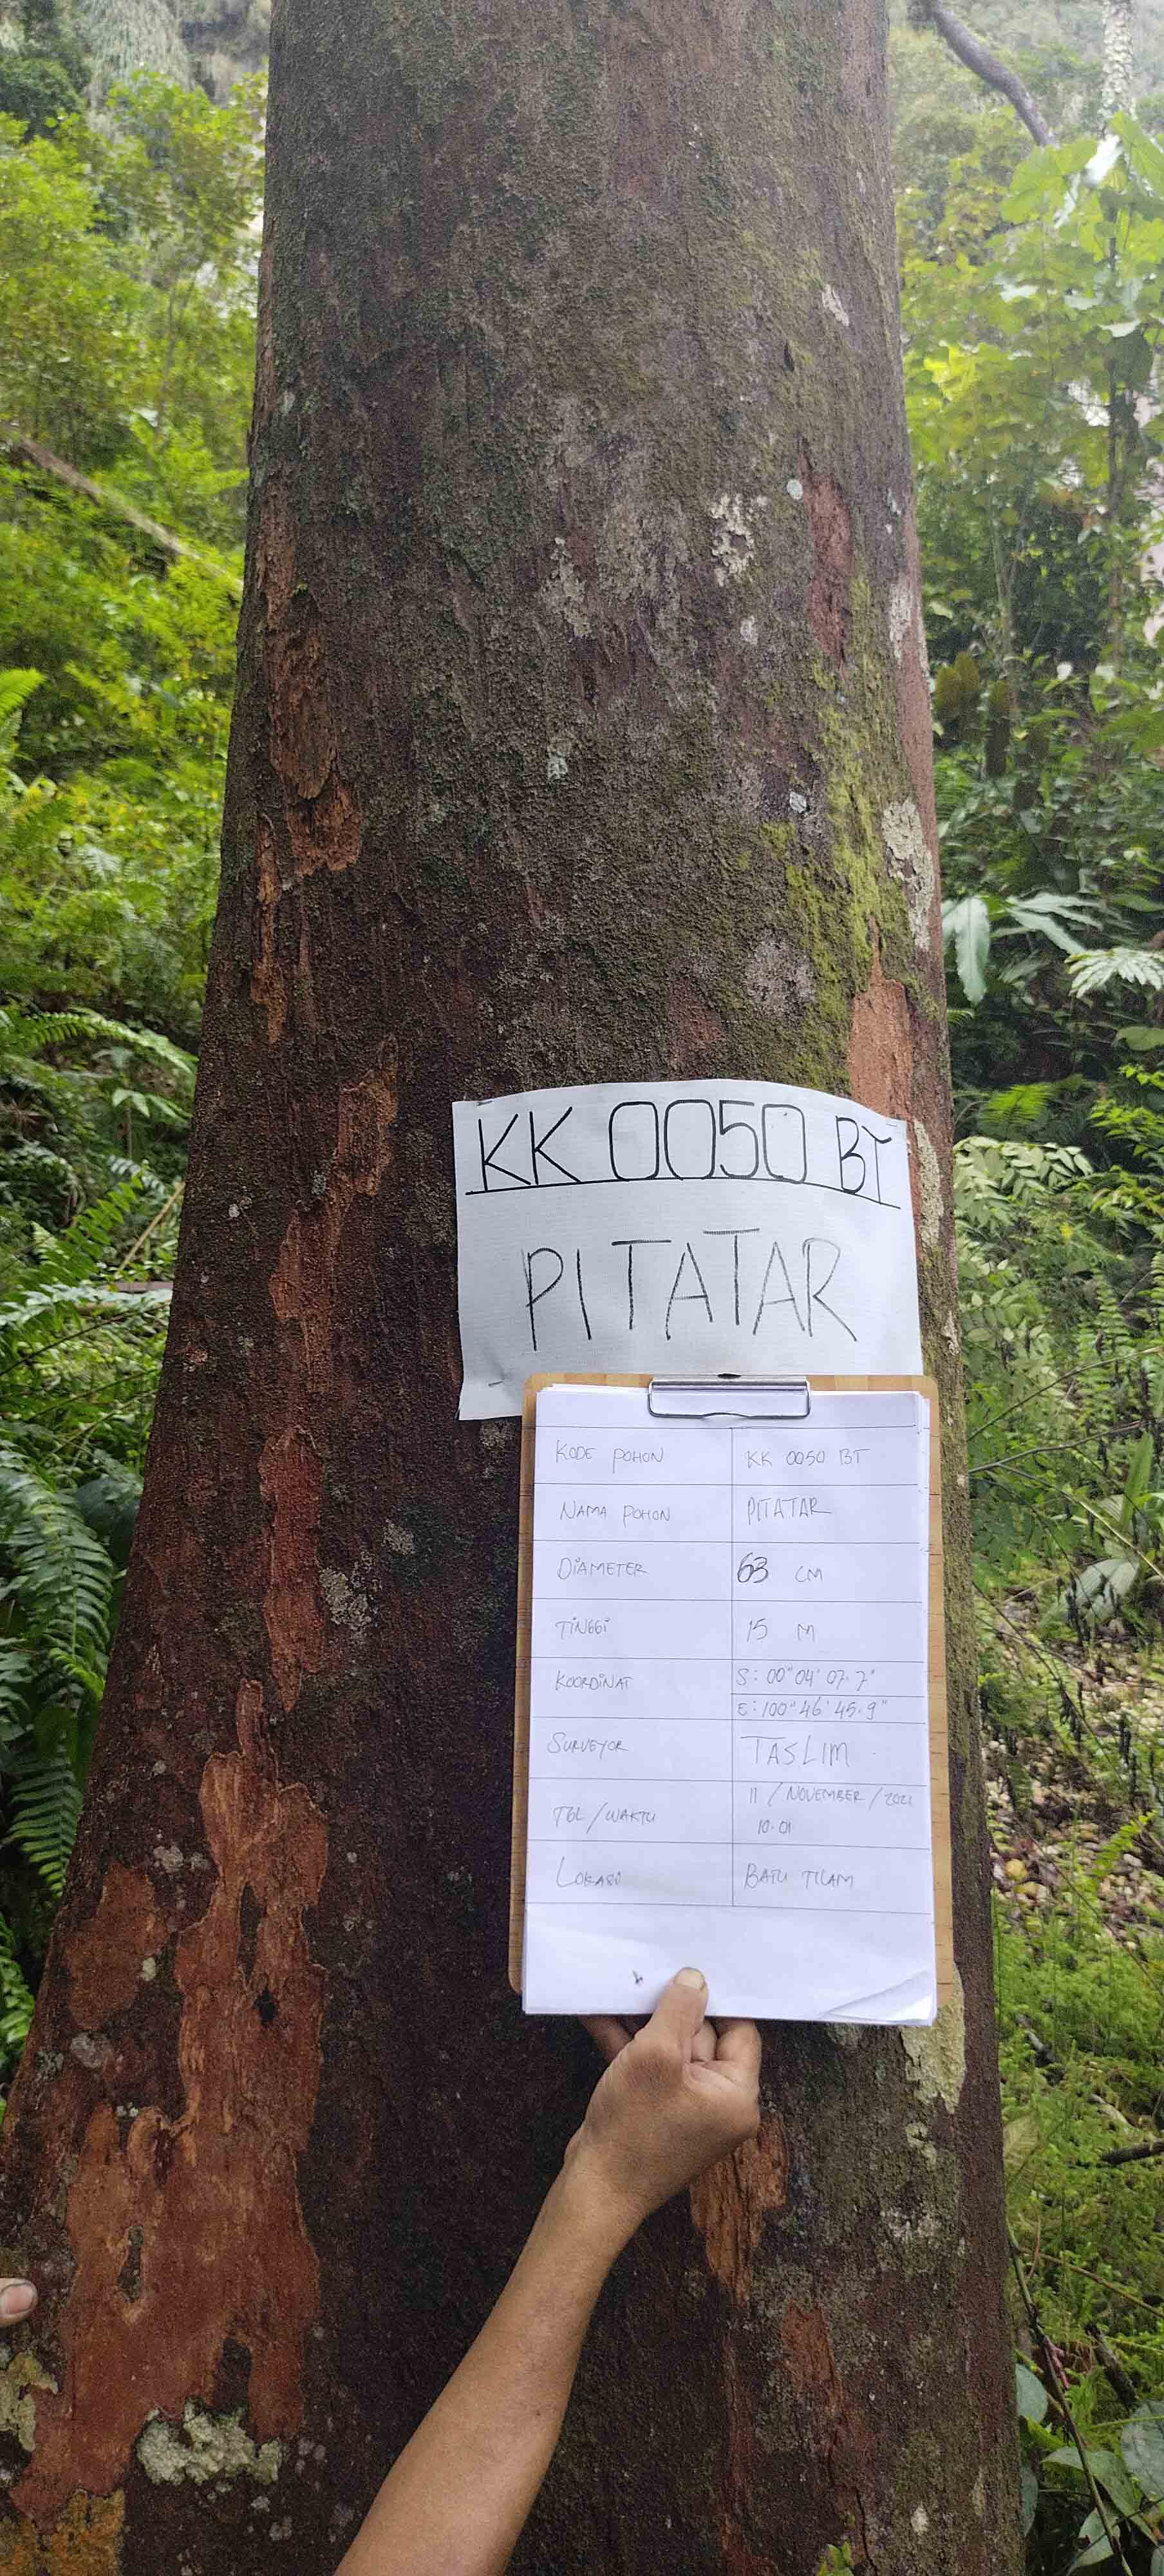 KK 0050 BT
PITATAR
KODE POHON KK 0050 BT
NAMA POHON PITATAR
DIAMETER 63 CM
TINGGI 15 M
KOORDINAT S: 00° 04' 07.7"
E: 100° 46' 45.9"
SURVEYOR TASLIM
TGL/WAKTU 11 / NOVEMBER / 2021
10.01
LOKASI BATU TILAM